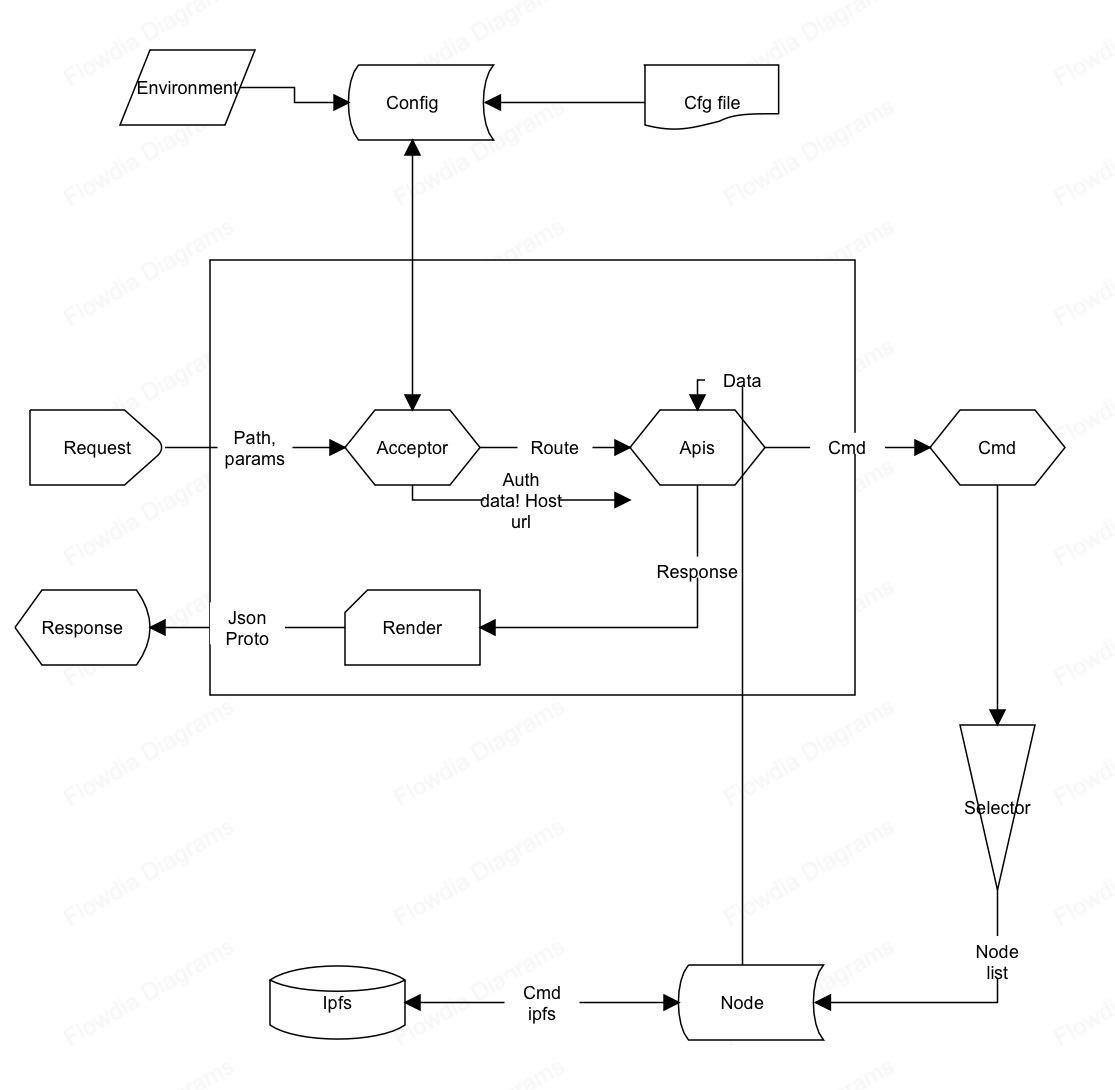 Environment
Config
Cfg file
Data
Request
Path,
params
Acceptor
Route
Apis
Cmd
Cmd
Auth
data! Host
url
Response
Response
Json
Proto
Render
Selector
Node
list
Ipfs
Cmd
ipfs
Node
Flowdia Diagrams